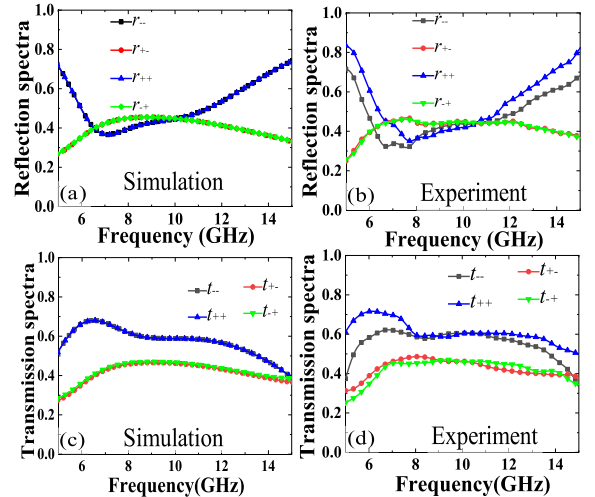 Reflection spectra
1.0
0.8
0.6
0.4
0.2
0.0
r--
r+-
r++
r-+
(a)
Simulation
6 8 10 12 14
Frequency (GHz)
Reflection spectra
1.0
0.8
0.6
0.4
0.2
0.0
r--
r+-
r++
r-+
(b)
Experiment
6 8 10 12 14
Frequency (GHz)
Transmission spectra
1.0
0.8
0.6
0.4
0.2
0.0
t-- t+-
t++ t-+
(c)
Simulation
6 8 10 12 14
Frequency (GHz)
Transmission spectra
1.0
0.8
0.6
0.4
0.2
0.0
t-- t+-
t++ t-+
(d)
Experiment
6 8 10 12 14
Frequency (GHz)